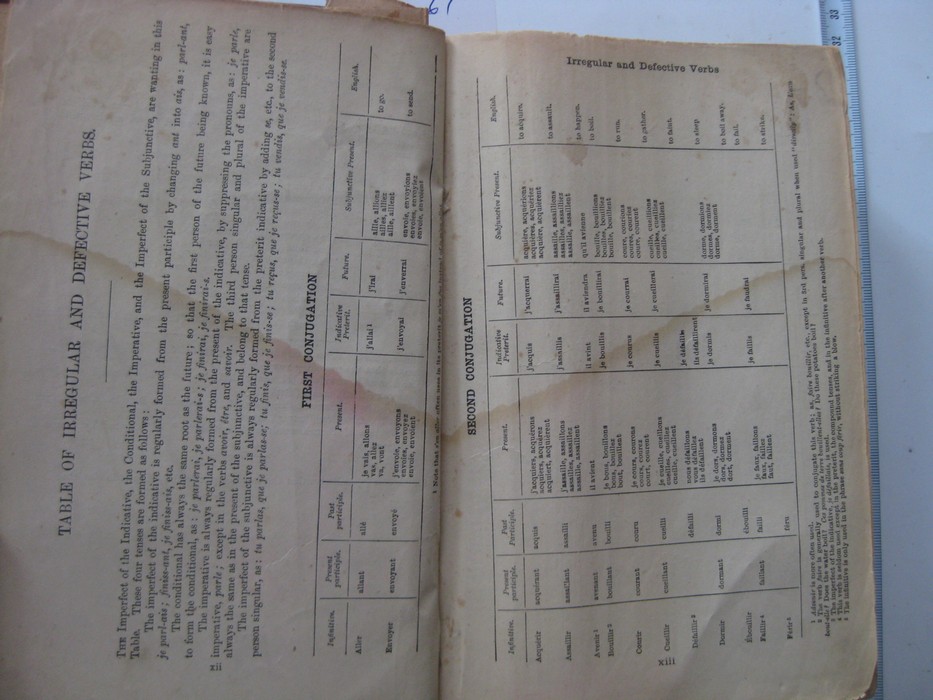 TABLE OF IRREGULAR AND DEFECTIVE VERBS.
THE Imperfect of the Indicative, the Conditional, the Imperative, and the Imperfect of the Subjunctive, are wanting in this
Table. These four tenses are formed as follows:
The imperfect of the indicative is regularly formed from the present participle by changing ant into ais, as: parl-ant,
je parl-ais; finiss-ant, je finiss-ais, etc.
The conditional has always the same root as the future; so that the first person of the future being known, it is easy
to form the conditional, as: je parlerai, je parlerai-s; je finirai, je finirai-s.
The imperative is always regularly formed from the present of the indicative, by suppressing the pronouns, as: je parle,
imperative, parle; except in the verbs avoir, être, and savoir. The third person singular and plural of the imperative are
always the same as in the present of the subjunctive, and belong to that tense.
The imperfect of the subjunctive is always regularly formed from the preterit indicative by adding se, etc., to the second
person singular, as: tu parlas, que je parlas-se; tu finis, que je finis-se; tu reçus, que je reçus-se; tu vendis, que je vendis-se.
xii
FIRST CONJUGATION
Infinitive. Present participle. Past participle. Present. Indicative Preterit. Future. Subjunctive Present. English.
Aller allant allé je vais, allons j'allai j'irai aille, allions to go.
vas, allez ailles, alliez
va, vont aille, aillent
Envoyer envoyant envoyé j'envoie, envoyons j'envoyai j'enverrai envoie, envoyions to send.
envoies, envoyez envoies, envoyiez
envoie, envoient envoie, envoient
Irregular and Defective Verbs
SECOND CONJUGATION
Infinitive. Present participle. Past Participle. Present. Indicative Preterit. Future. Subjunctive Present. English.
Acquérir acquérant acquis j'acquiers, acquérons j'acquis j'acquerrai acquière, acquérions to acquire.
acquiers, acquérez acquières, acquériez
acquiert, acquièrent acquière, acquièrent
Assaillir assaillant assailli j'assaille, assaillons j'assaillis j'assaillirai assaille, assaillions to assault.
assailles, assaillez assailles, assailliez
assaille, assaillent assaille, assaillent
Avenir avenant avenu il avient il avint il aviendra qu'il avienne to happen.
Bouillir bouillant bouilli je bous, bouillons je bouillis je bouillirai bouille, bouillions to boil.
bous, bouillez bouilles, bouilliez
bout, bouillent bouille, bouillent
Courir courant couru je cours, courons je courus je courrai coure, courions to run.
cours, courez coures, couriez
court, courent coure, courent
Cueillir cueillant cueilli je cueille, cueillons je cueillis je cueillerai cueille, cueillions to gather.
cueilles, cueillez cueilles, cueilliez
cueille, cueillent cueille, cueillent
Défaillir défailli nous défaillons je défaillis to faint.
vous défaillez ils défaillirent
ils défaillent
Dormir dormant dormi je dors, dormons je dormis je dormirai dorme, dormions to sleep.
dors, dormez dormes, dormiez
dort, dorment dorme, dorment
Ébouillir ébouilli to boil away.
Faillir faillant failli je faux, faillons je faillis je faudrai to fail.
faux, faillez
faut, faillent
Férir féru to strike.
xiii
32 33